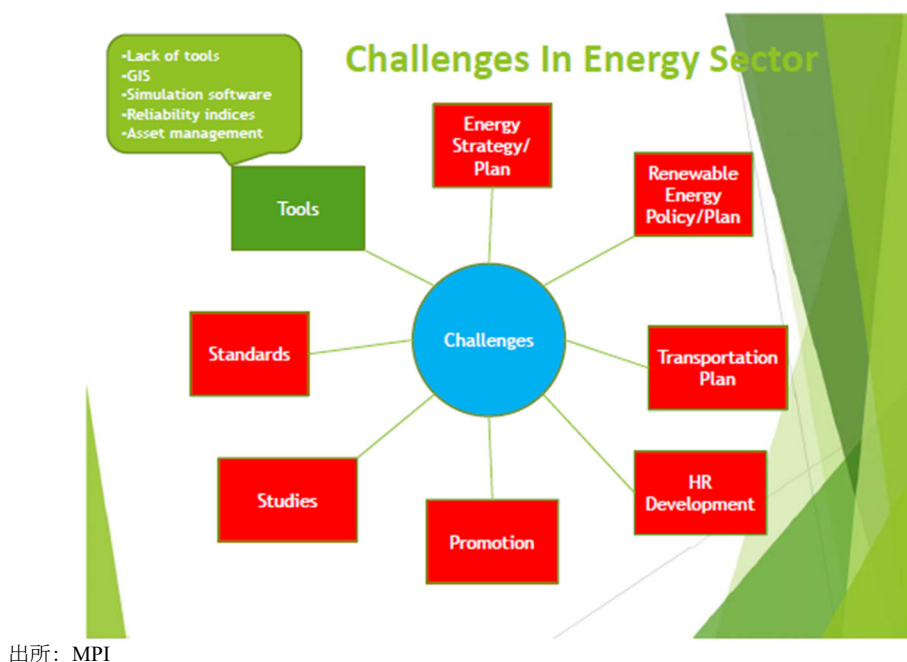 Challenges In Energy Sector
•Lack of tools
•GIS
•Simulation software
•Reliability indices
•Asset management
Tools
Energy
Strategy/
Plan
Renewable
Energy
Policy/Plan
Standards
Challenges
Transportation
Plan
Studies
HR
Development
Promotion
出所：MPI